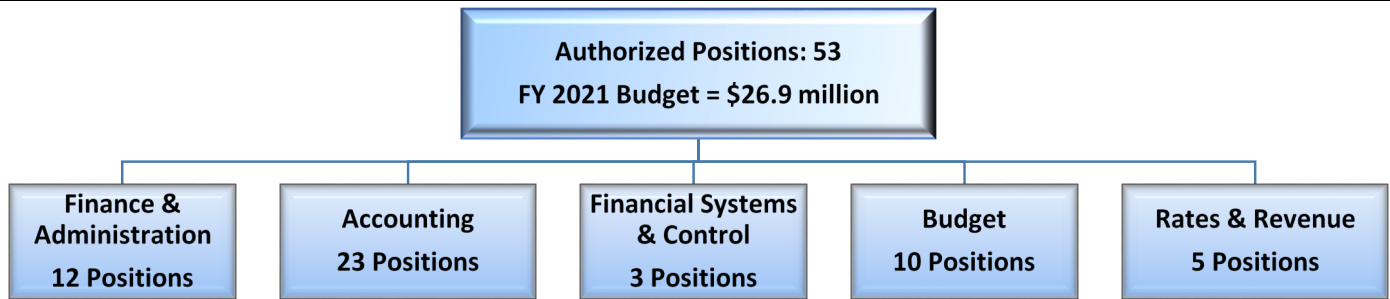 Authorized Positions: 53
FY 2021 Budget = $26.9 million
Finance &
Administration
12 Positions
Accounting
23 Positions
Financial Systems
& Control
3 Positions
Budget
10 Positions
Rates & Revenue
5 Positions